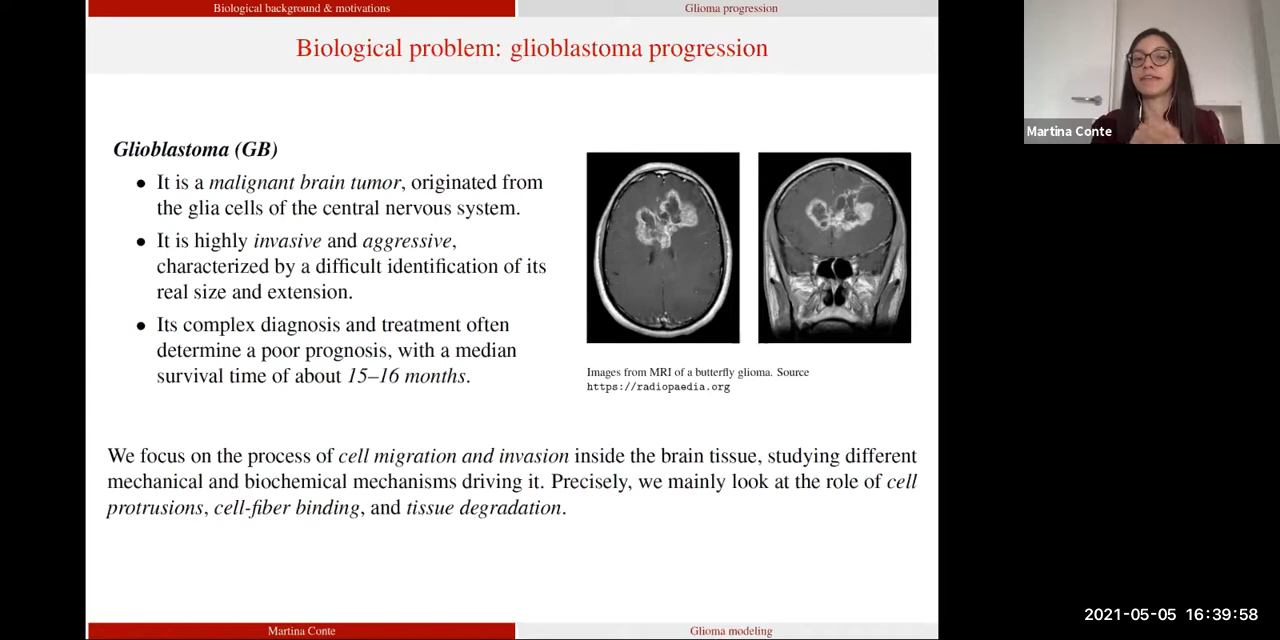 Biological background & motivations
Glioma progression
Biological problem: glioblastoma progression
Glioblastoma (GB)
● It is a malignant brain tumor, originated from
the glia cells of the central nervous system.
● It is highly invasive and aggressive,
characterized by a difficult identification of its
real size and extension.
● Its complex diagnosis and treatment often
determine a poor prognosis, with a median
survival time of about 15–16 months.
Images from MRI of a butterfly glioma. Source
https://radiopaedia.org
We focus on the process of cell migration and invasion inside the brain tissue, studying different
mechanical and biochemical mechanisms driving it. Precisely, we mainly look at the role of cell
protrusions, cell-fiber binding, and tissue degradation.
Martina Conte
Glioma modeling
Martina Conte
2021-05-05 16:39:58